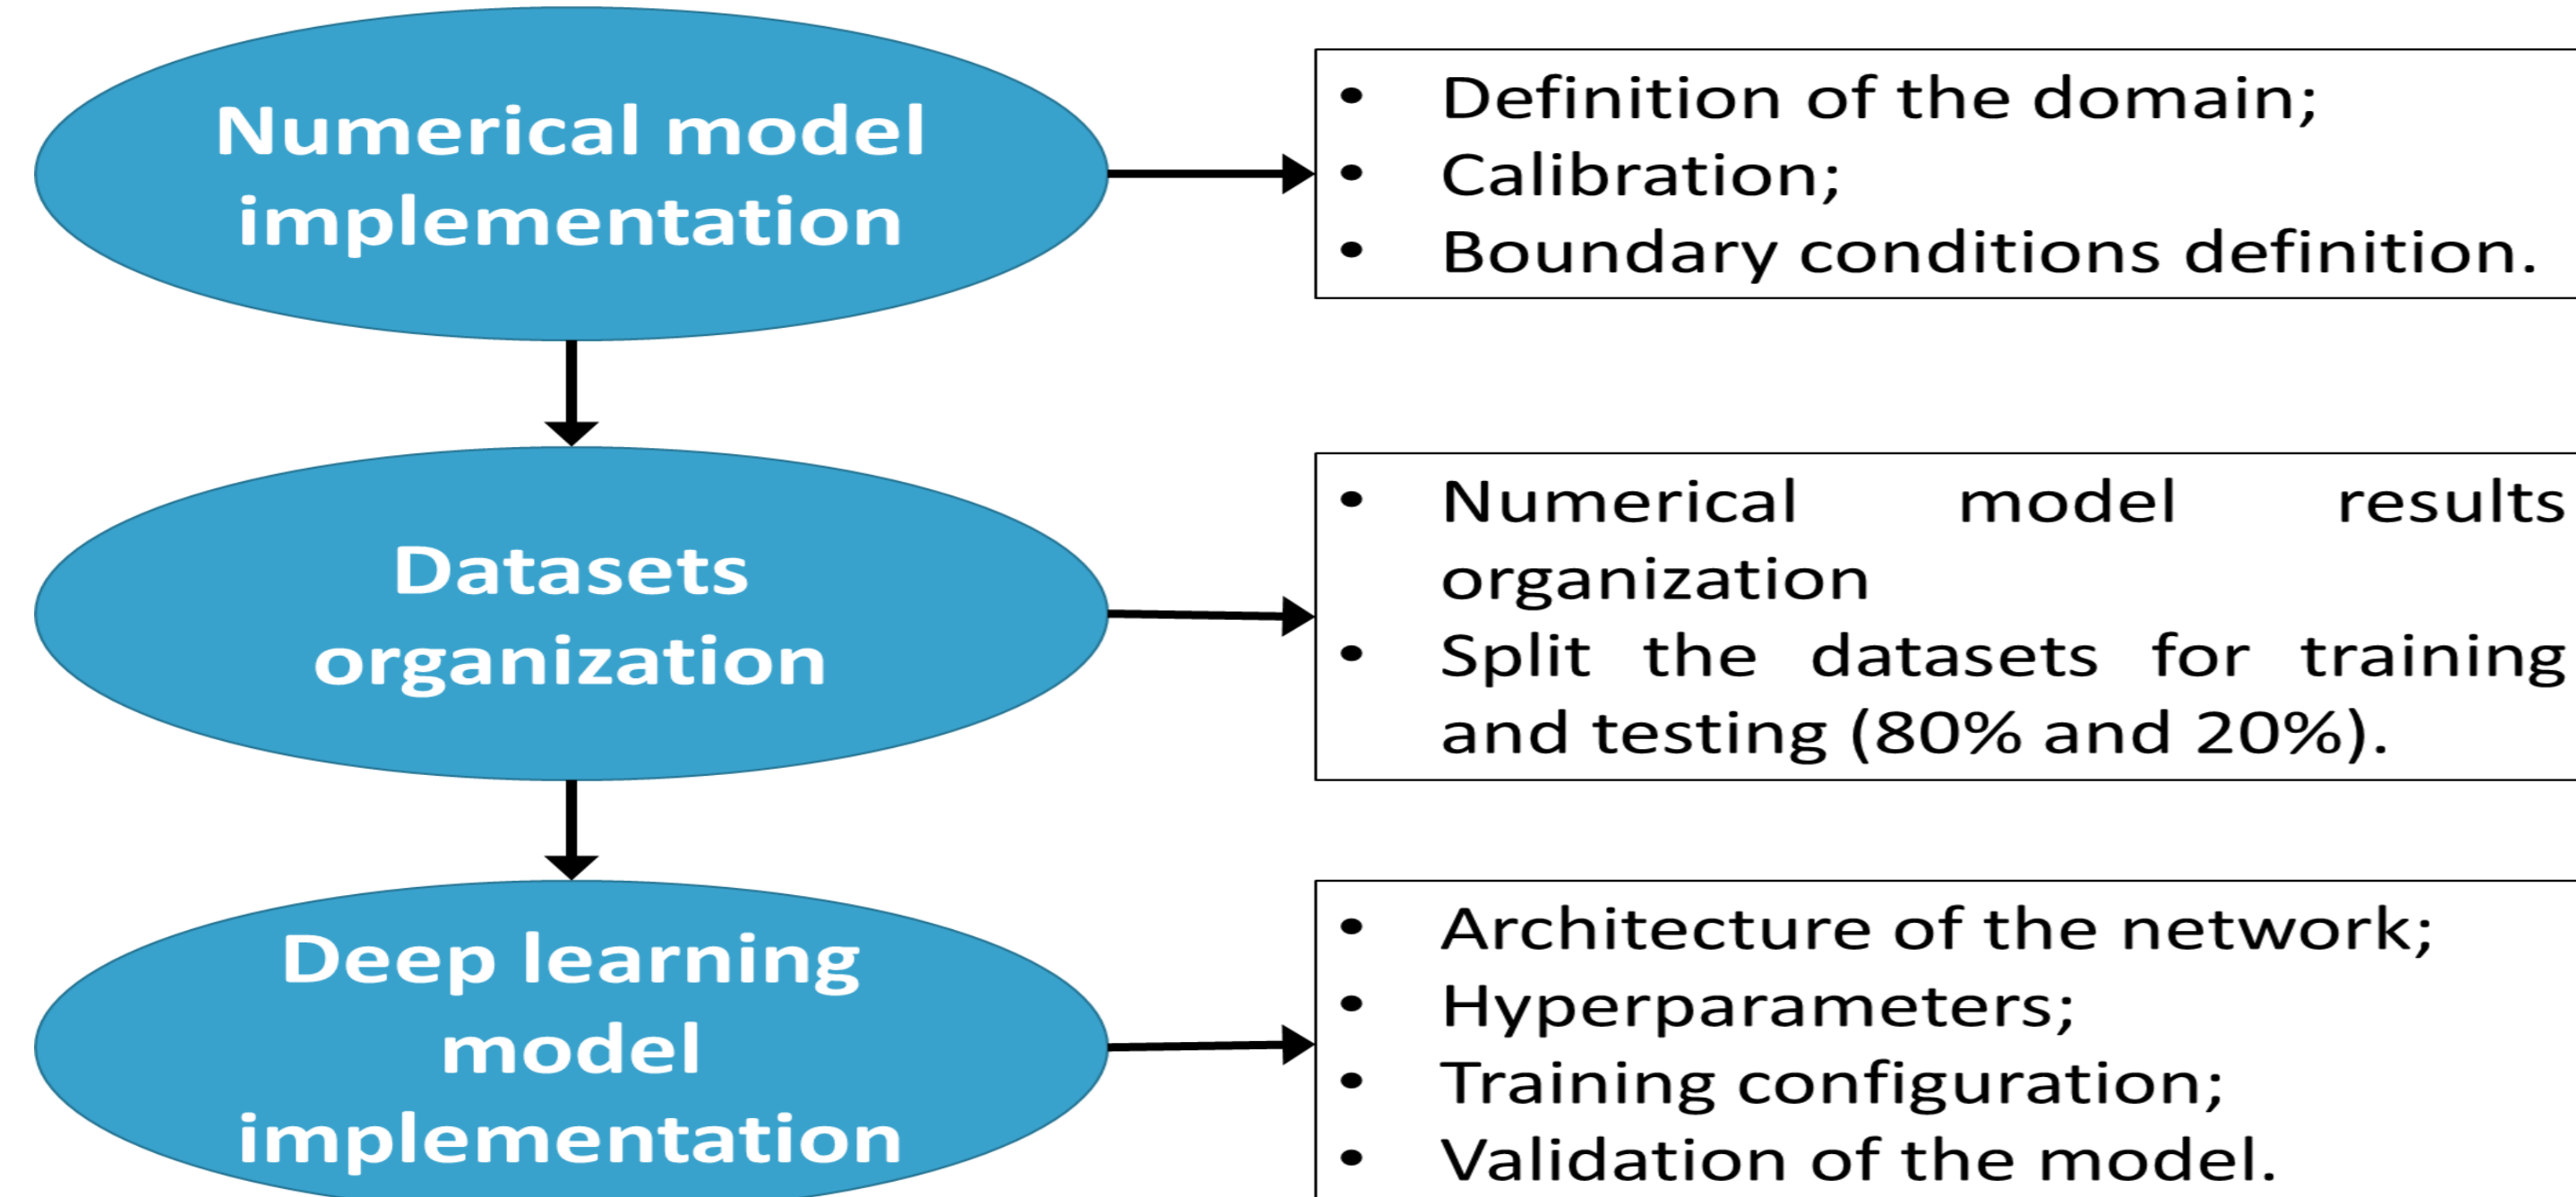 Numerical model
implementation
• Definition of the domain;
• Calibration;
• Boundary conditions definition.
Datasets
organization
• Numerical model results
organization
• Split the datasets for training
and testing (80% and 20%).
Deep learning
model
implementation
• Architecture of the network;
• Hyperparameters;
• Training configuration;
• Validation of the model.